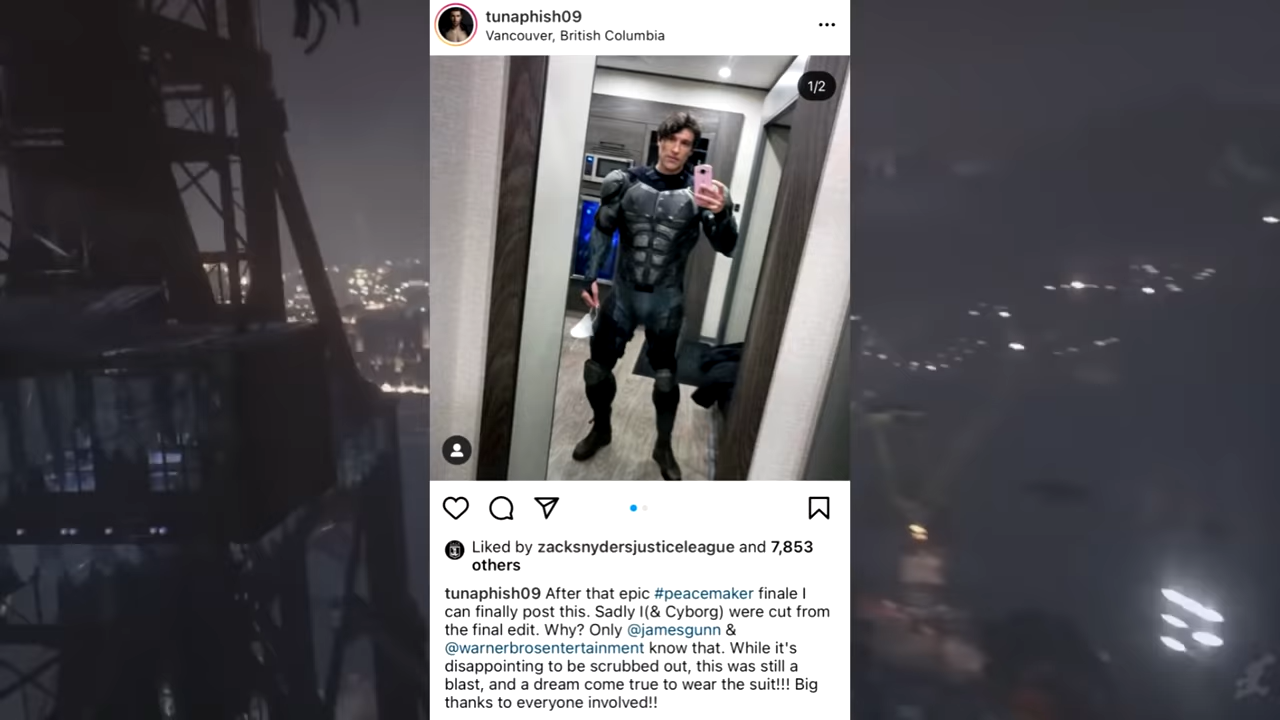 tunaphish09
Vancouver, British Columbia
1/2
Liked by zacksnydersjusticeleague and 7,853
others
tunaphish09 After that epic #peacemaker finale I
can finally post this. Sadly I(& Cyborg) were cut from
the final edit. Why? Only @jamesgunn &
@warnerbrosentertainment know that. While it's
disappointing to be scrubbed out, this was still a
blast, and a dream come true to wear the suit!!! Big
thanks to everyone involved!!